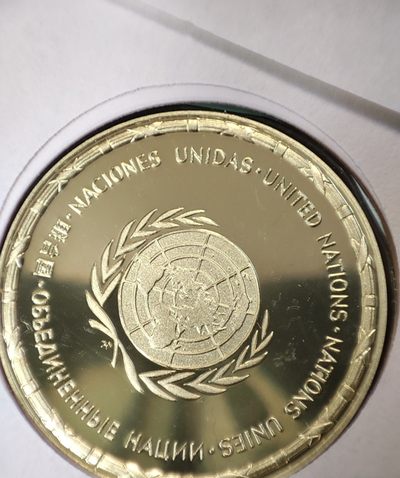 NACIONES UNIDAS · UNITED NATIONS · NATIONS UNIES · ОБЪЕДИНЕННЫЕ НАЦИИ ·